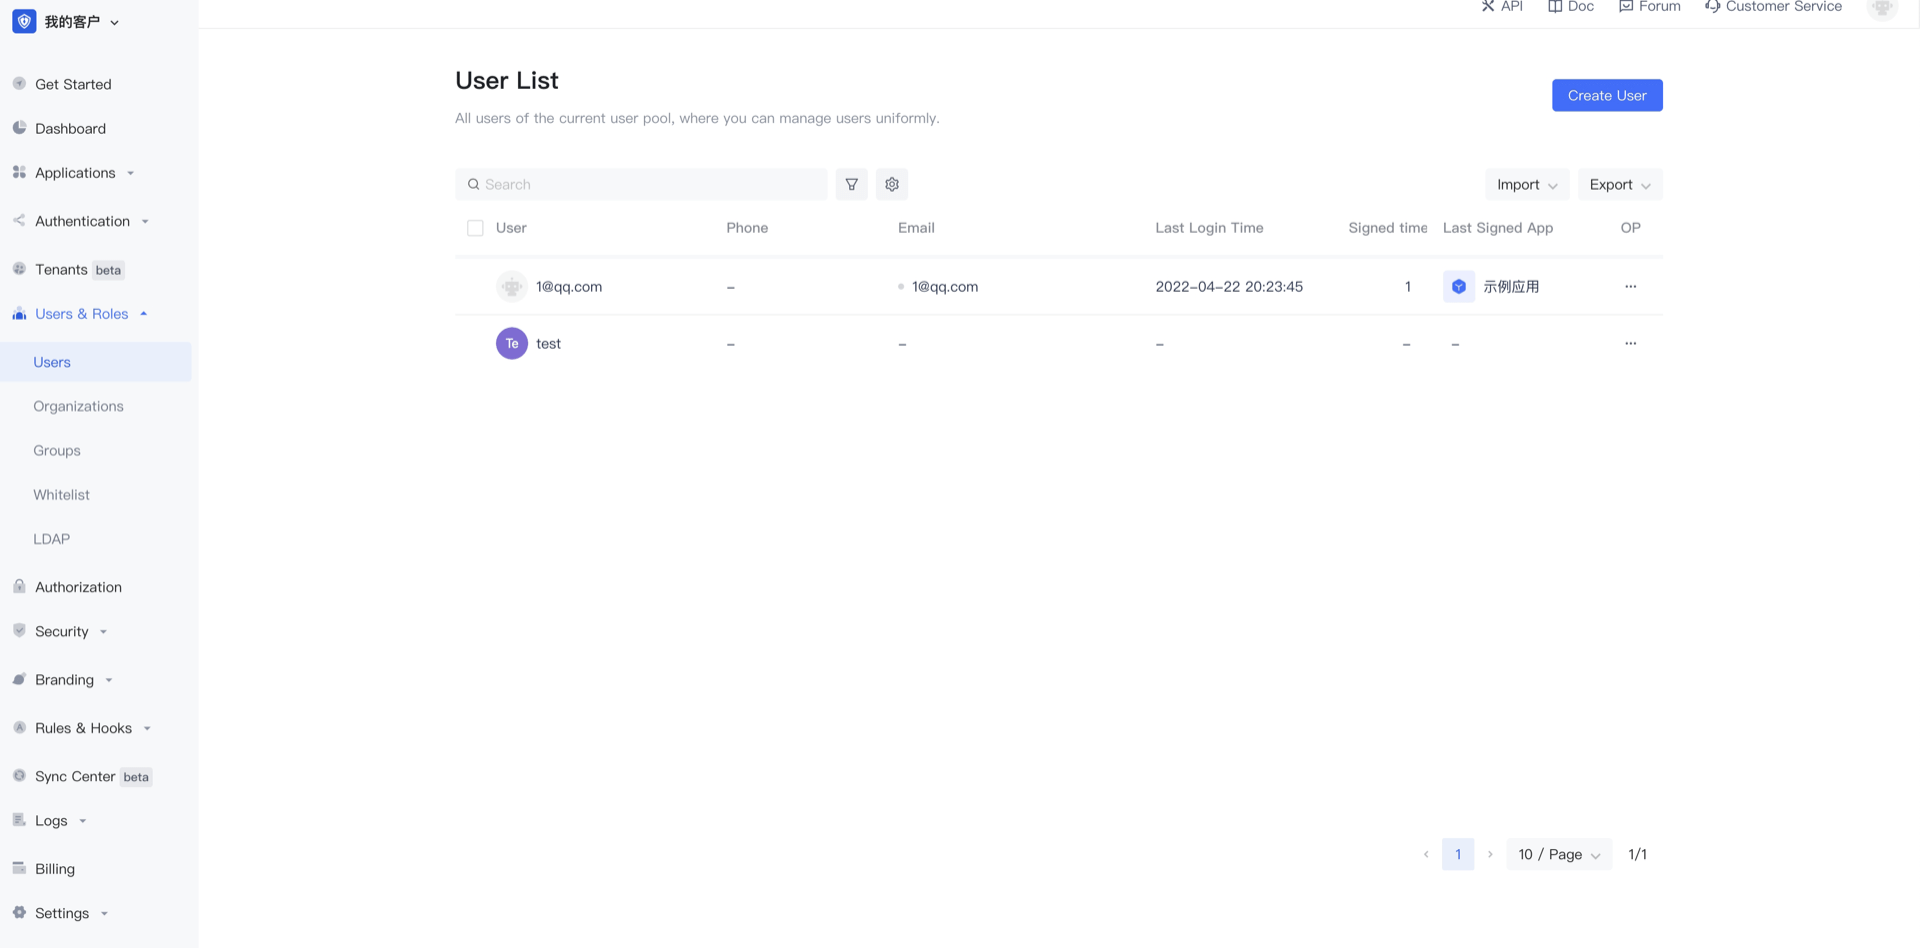 我的客户
API Doc Forum Customer Service
Get Started
Dashboard
Applications
Authentication
Tenants beta
Users & Roles
Users
Organizations
Groups
Whitelist
LDAP
Authorization
Security
Branding
Rules & Hooks
Sync Center beta
Logs
Billing
Settings
User List
Create User
All users of the current user pool, where you can manage users uniformly.
Search
Import Export
User Phone Email Last Login Time Signed time Last Signed App OP
1@qq.com – 1@qq.com 2022-04-22 20:23:45 1 示例应用 ···
Te test – – – – – ···
1 10 / Page 1/1